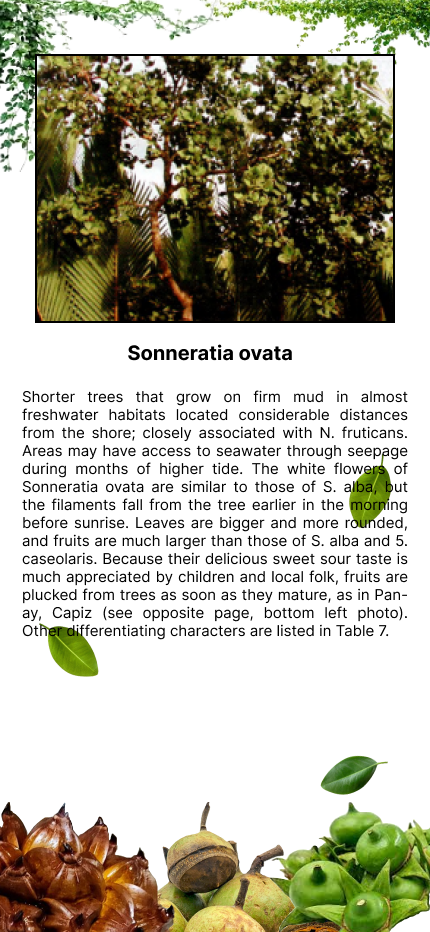 Sonneratia ovata
Shorter trees that grow on firm mud in almost
freshwater habitats located considerable distances
from the shore; closely associated with N. fruticans.
Areas may have access to seawater through seepage
during months of higher tide. The white flowers of
Sonneratia ovata are similar to those of S. alba, but
the filaments fall from the tree earlier in the morning
before sunrise. Leaves are bigger and more rounded,
and fruits are much larger than those of S. alba and 5.
caseolaris. Because their delicious sweet sour taste is
much appreciated by children and local folk, fruits are
plucked from trees as soon as they mature, as in Pan-
ay, Capiz (see opposite page, bottom left photo).
Other differentiating characters are listed in Table 7.